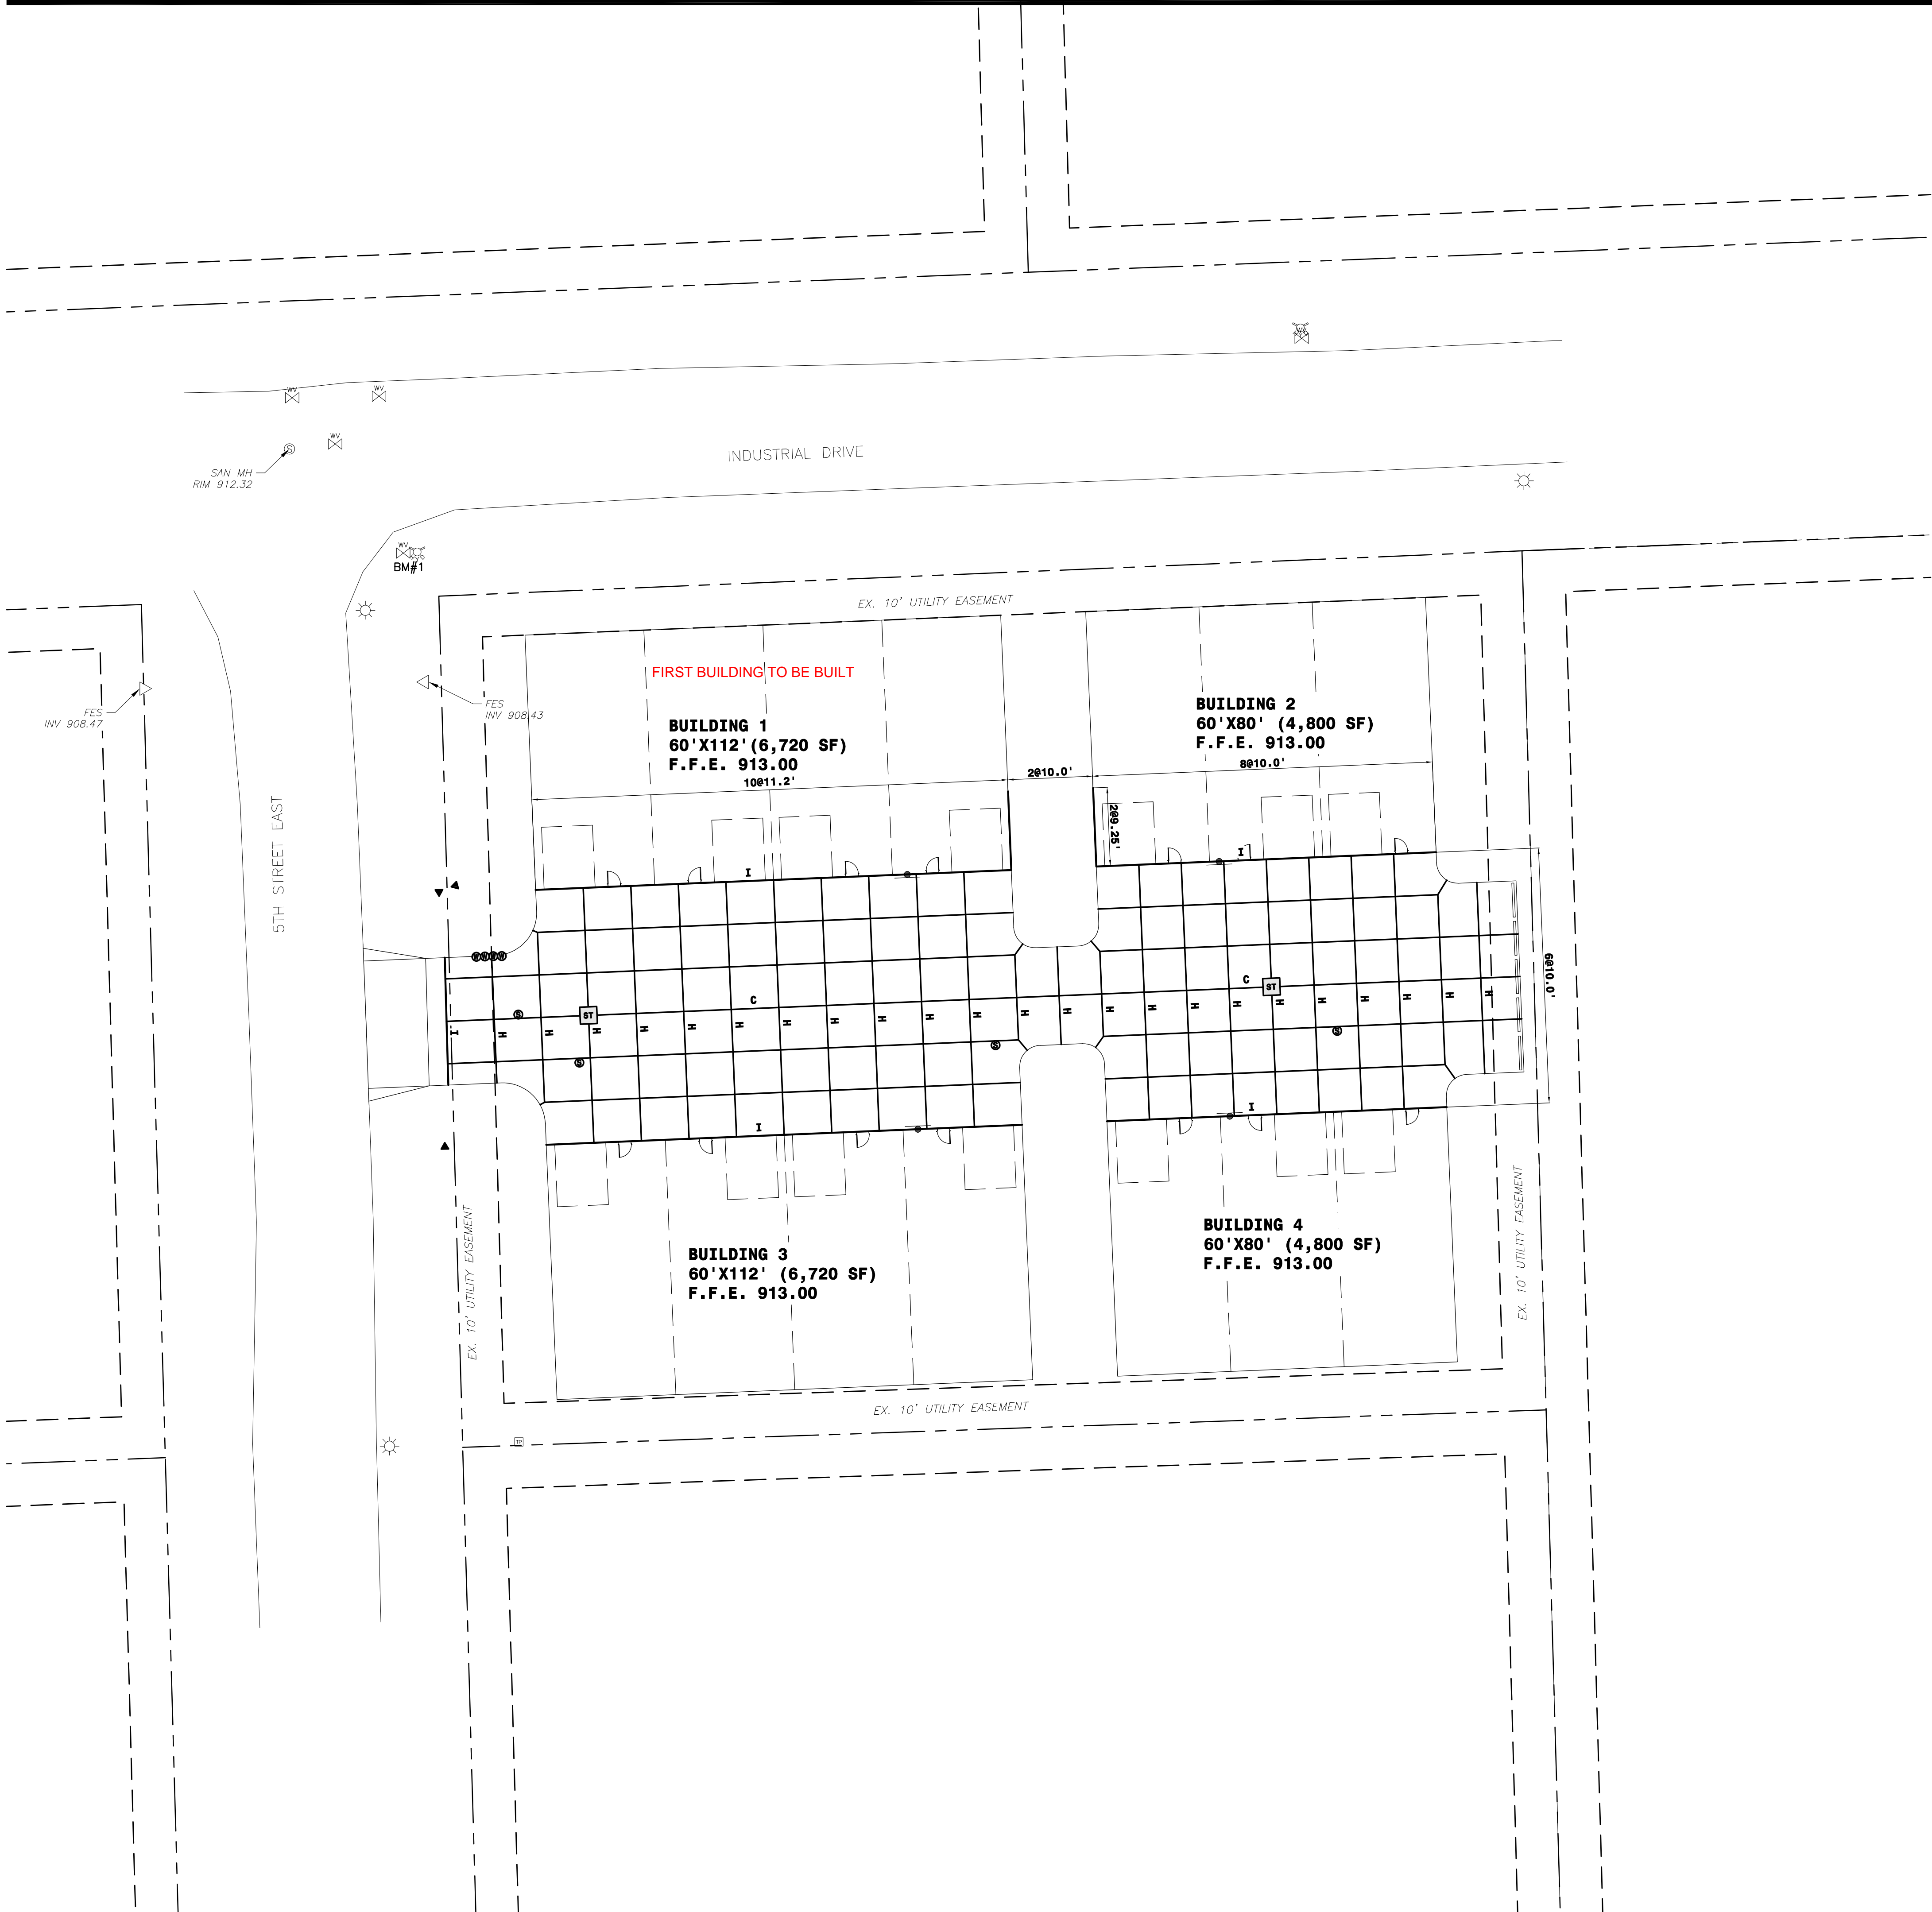 WV
WV
WV
WV
SAN MH
RIM 912.32
INDUSTRIAL DRIVE
WV
BM#1
EX. 10' UTILITY EASEMENT
FIRST BUILDING TO BE BUILT
FES
INV 908.47
FES
INV 908.43
BUILDING 1
60'X112'(6,720 SF)
F.F.E. 913.00
10@11.2'
2@10.0'
BUILDING 2
60'X80' (4,800 SF)
F.F.E. 913.00
8@10.0'
2@9.25'
5TH STREET EAST
I
I
W W W W
6@10.0'
C
C
S
ST
ST
I
H H H H H H H H H H H H H H H H H H H H H H
S
S
S
I
I
EX. 10' UTILITY EASEMENT
EX. 10' UTILITY EASEMENT
BUILDING 3
60'X112' (6,720 SF)
F.F.E. 913.00
BUILDING 4
60'X80' (4,800 SF)
F.F.E. 913.00
EX. 10' UTILITY EASEMENT
TP
S